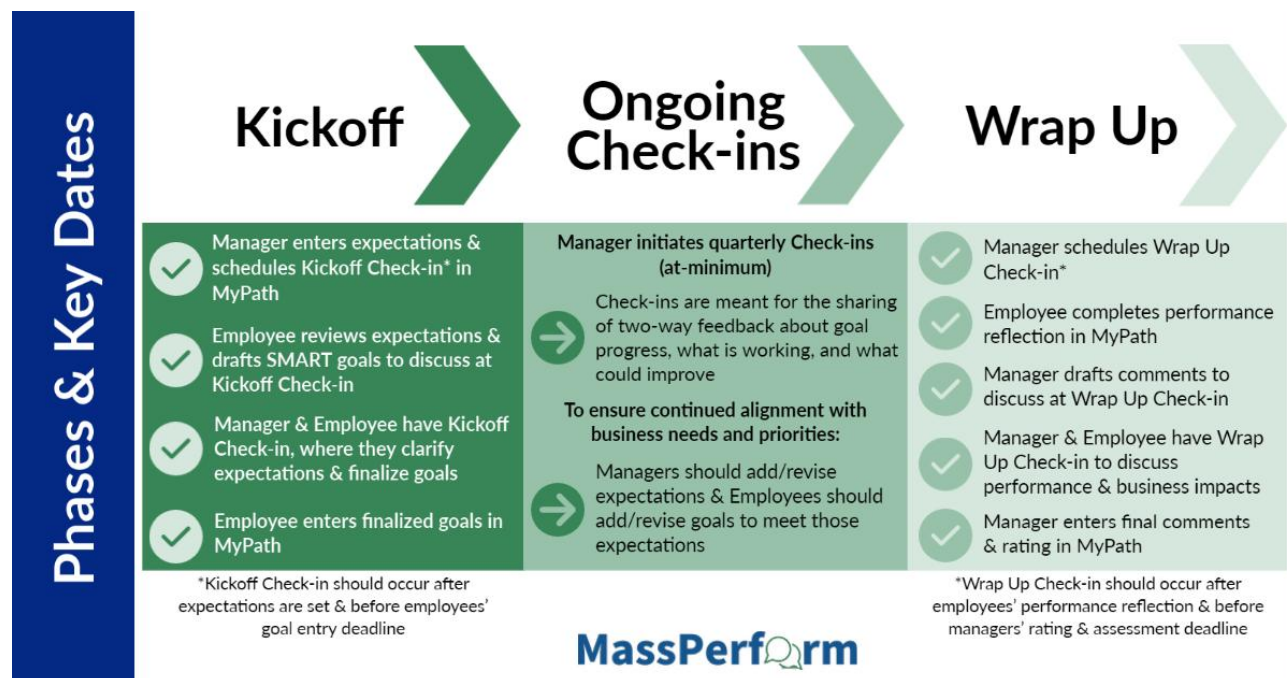 Phases & Key Dates
Kickoff
Manager enters expectations &
schedules Kickoff Check-in* in
MyPath
Employee reviews expectations &
drafts SMART goals to discuss at
Kickoff Check-in
Manager & Employee have Kickoff
Check-in, where they clarify
expectations & finalize goals
Employee enters finalized goals in
MyPath
*Kickoff Check-in should occur after
expectations are set & before employees'
goal entry deadline
Ongoing
Check-ins
Manager initiates quarterly Check-ins
(at-minimum)
Check-ins are meant for the sharing
of two-way feedback about goal
progress, what is working, and what
could improve
To ensure continued alignment with
business needs and priorities:
Managers should add/revise
expectations & Employees should
add/revise goals to meet those
expectations
Wrap Up
Manager schedules Wrap Up
Check-in*
Employee completes performance
reflection in MyPath
Manager drafts comments to
discuss at Wrap Up Check-in
Manager & Employee have Wrap
Up Check-in to discuss
performance & business impacts
Manager enters final comments
& rating in MyPath
*Wrap Up Check-in should occur after
employees' performance reflection & before
managers' rating & assessment deadline
MassPerform